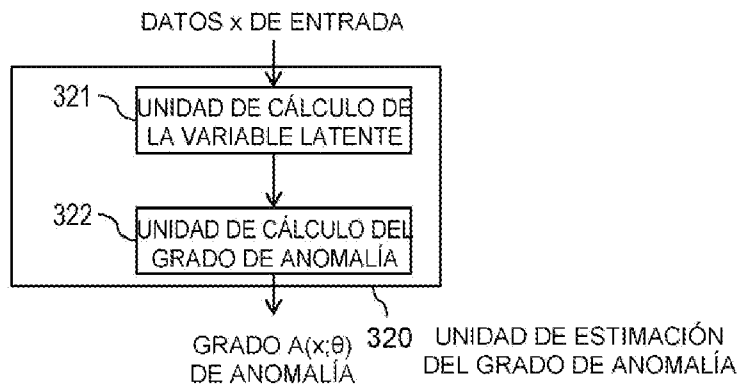 DATOS x DE ENTRADA
321
UNIDAD DE CÁLCULO DE
LA VARIABLE LATENTE
322
UNIDAD DE CÁLCULO DEL
GRADO DE ANOMALÍA
GRADO A(x;θ)
DE ANOMALÍA
320 UNIDAD DE ESTIMACIÓN
DEL GRADO DE ANOMALÍA